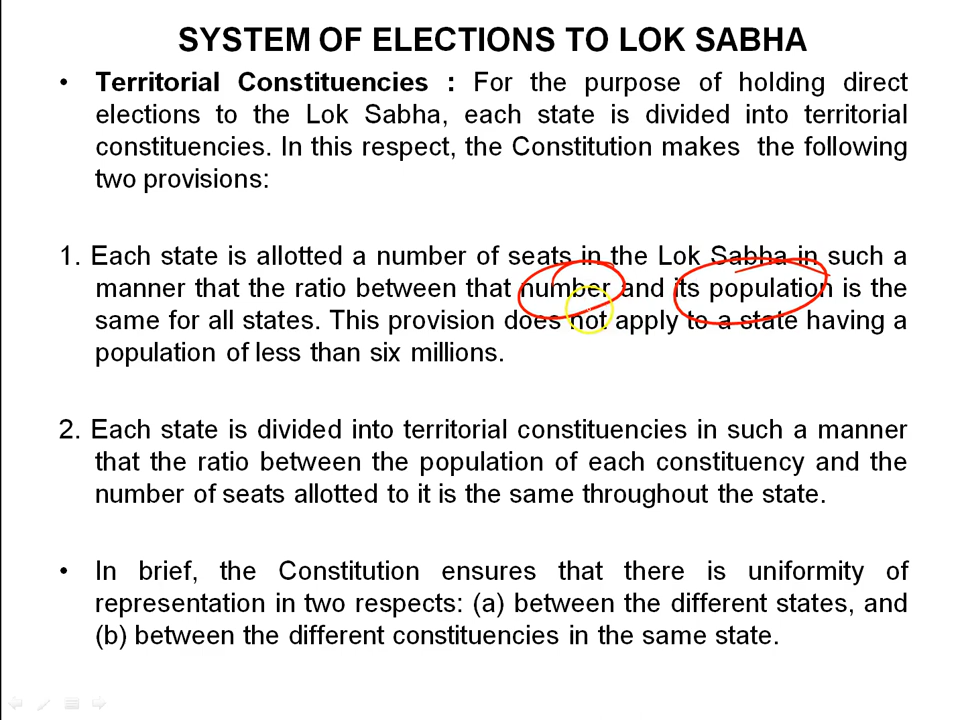 SYSTEM OF ELECTIONS TO LOK SABHA
• Territorial Constituencies : For the purpose of holding direct
elections to the Lok Sabha, each state is divided into territorial
constituencies. In this respect, the Constitution makes the following
two provisions:
1. Each state is allotted a number of seats in the Lok Sabha in such a
manner that the ratio between that number and its population is the
same for all states. This provision does not apply to a state having a
population of less than six millions.
2. Each state is divided into territorial constituencies in such a manner
that the ratio between the population of each constituency and the
number of seats allotted to it is the same throughout the state.
• In brief, the Constitution ensures that there is uniformity of
representation in two respects: (a) between the different states, and
(b) between the different constituencies in the same state.